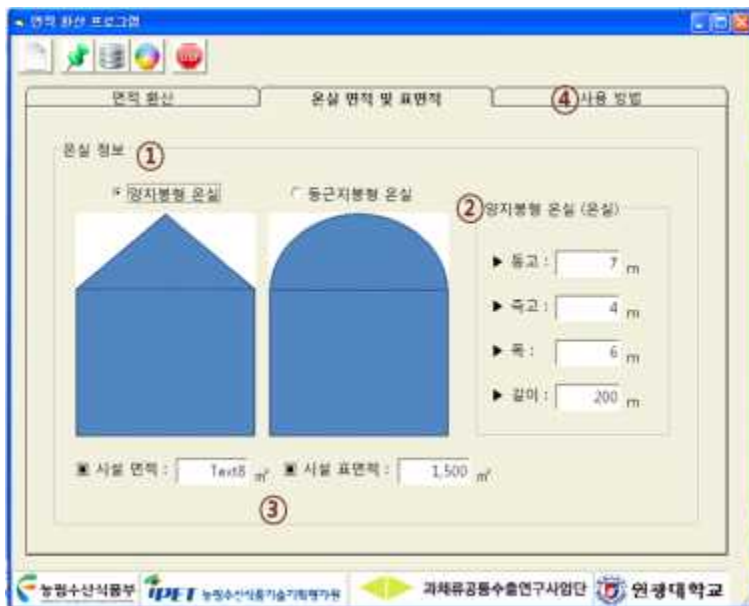 면적 환산 프로그램
STOP
면적 환산
온실 면적 및 표면적
④ 사용 방법
온실 정보 ①
양지붕형 온실
둥근지붕형 온실
② 양지붕형 온실 (온실)
▶ 동고 : 7 m
▶ 측고 : 4 m
▶ 폭 : 6 m
▶ 길이 : 200 m
▣ 시설 면적 : Text8 m² ▣ 시설 표면적 : 1,500 m²
③
농림수산식품부
iPET 농림수산식품기술기획평가원
과채류공통수출연구사업단
원광대학교